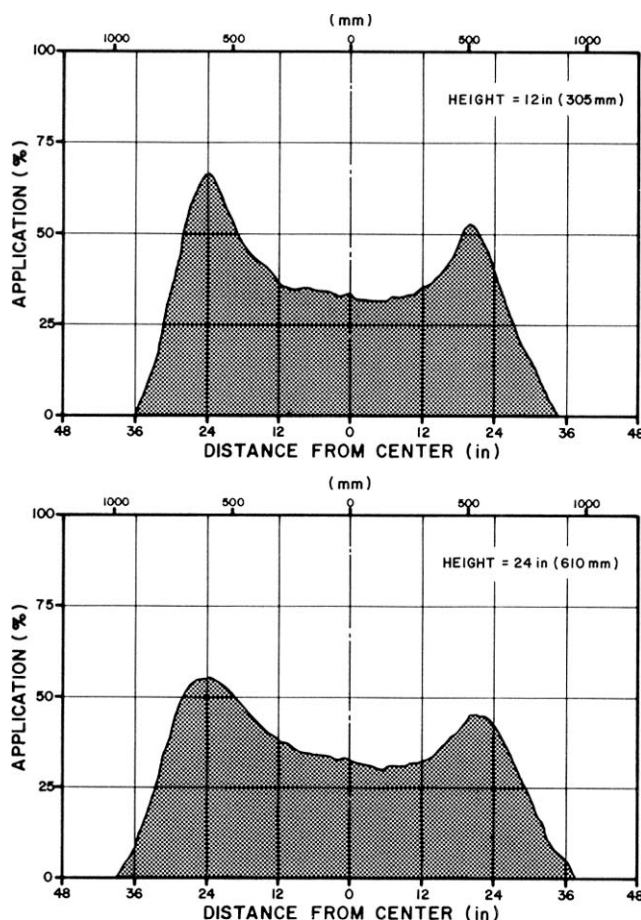 (mm)
1000 500 0 500 1000
100
HEIGHT = 12 in (305 mm)
75
APPLICATION (%)
50
25
0
48 36 24 12 0 12 24 36 48
DISTANCE FROM CENTER (in)
(mm)
1000 500 0 500 1000
100
HEIGHT = 24 in (610 mm)
75
APPLICATION (%)
50
25
0
48 36 24 12 0 12 24 36 48
DISTANCE FROM CENTER (in)